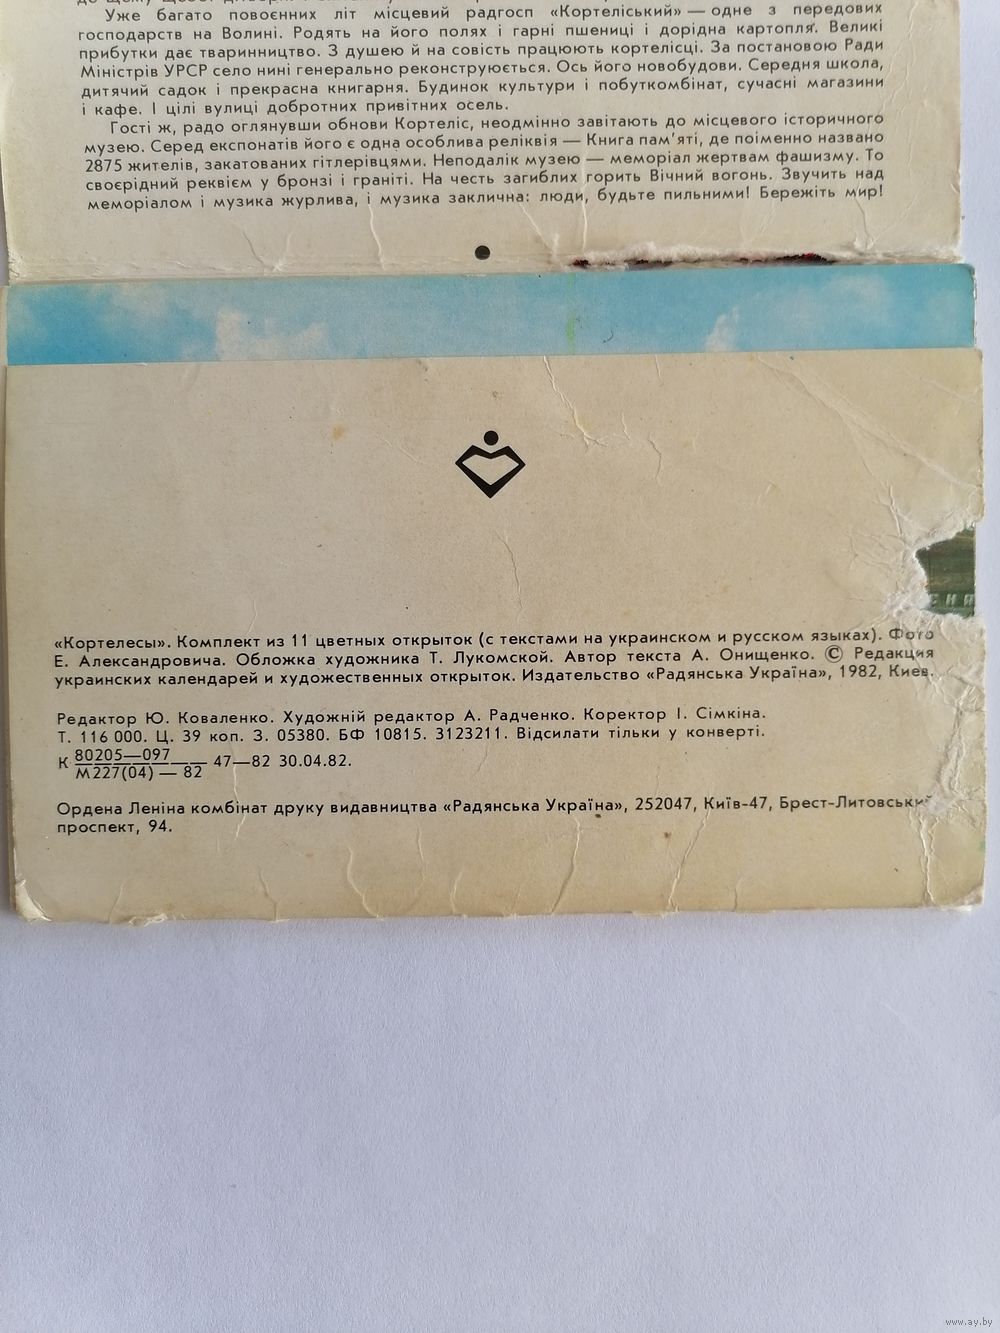 Уже багато повоєнних літ місцевий радгосп «Кортеліський» — одне з передових
господарств на Волині. Родять на його полях і гарні пшениці і дорідна картопля. Великі
прибутки дає тваринництво. З душею й на совість працюють кортелісці. За постановою Ради
Міністрів УРСР село нині генерально реконструюється. Ось його новобудови. Середня школа,
дитячий садок і прекрасна книгарня. Будинок культури і побуткомбінат, сучасні магазини
і кафе. І цілі вулиці добротних привітних осель.
Гості ж, радо оглянувши обнови Кортеліс, неодмінно завітають до місцевого історичного
музею. Серед експонатів його є одна особлива реліквія — Книга пам'яті, де поіменно названо
2875 жителів, закатованих гітлерівцями. Неподалік музею — меморіал жертвам фашизму. То
своєрідний реквієм у бронзі і граніті. На честь загиблих горить Вічний вогонь. Звучить над
меморіалом і музика журлива, і музика заклична: люди, будьте пильними! Бережіть мир!
«Кортелесы». Комплект из 11 цветных открыток (с текстами на украинском и русском языках). Фото
Е. Александровича. Обложка художника Т. Лукомской. Автор текста А. Онищенко. © Редакция
украинских календарей и художественных открыток. Издательство «Радянська Україна», 1982, Киев.
Редактор Ю. Коваленко. Художній редактор А. Радченко. Коректор І. Сімкіна.
Т. 116 000. Ц. 39 коп. З. 05380. БФ 10815. 3123211. Відсилати тільки у конверті.
К 80205—097 47—82 30.04.82.
М227(04) — 82
Ордена Леніна комбінат друку видавництва «Радянська Україна», 252047, Київ-47, Брест-Литовський
проспект, 94.
www.ay.by